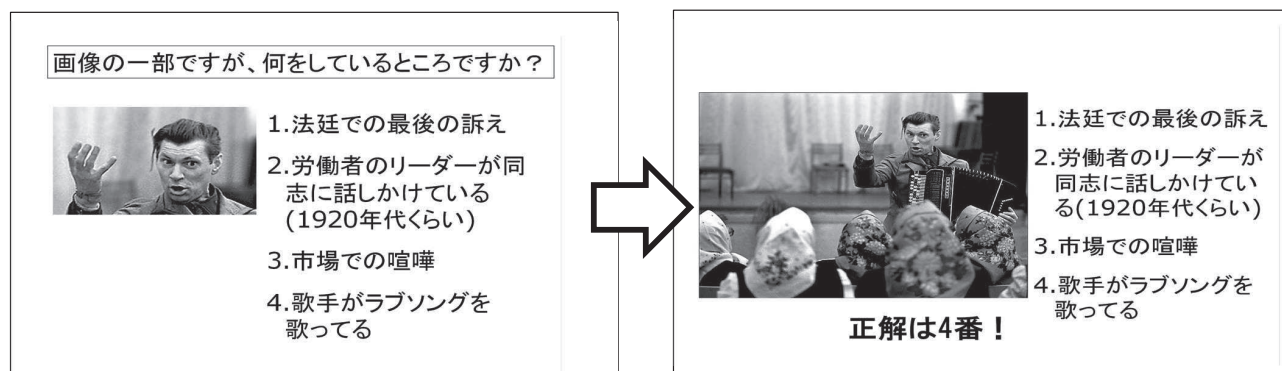 画像の一部ですが、何をしているところですか？
1.法廷での最後の訴え
2.労働者のリーダーが同
志に話しかけている
(1920年代くらい)
3.市場での喧嘩
4.歌手がラブソングを
歌ってる
1.法廷での最後の訴え
2.労働者のリーダーが
同志に話しかけてい
る(1920年代くらい)
3.市場での喧嘩
4.歌手がラブソングを
歌ってる
正解は4番！